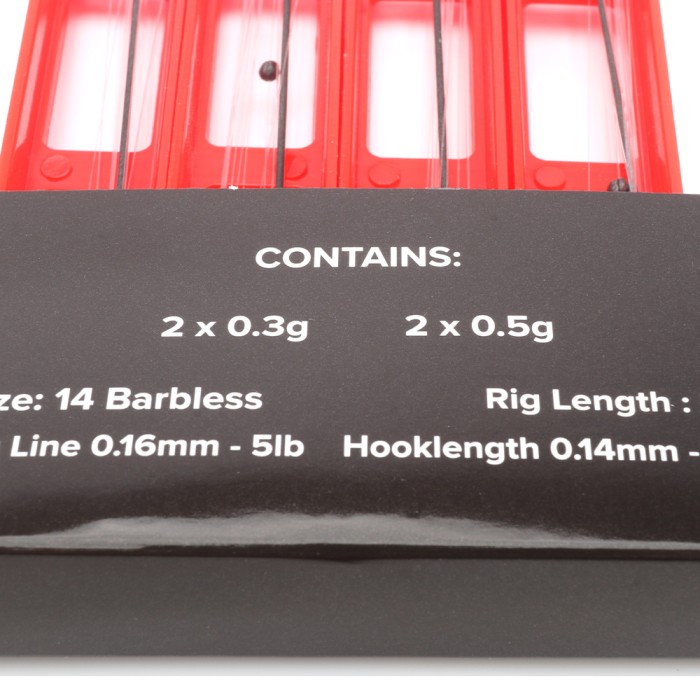 CONTAINS:
2 x 0.3g 2 x 0.5g
ze: 14 Barbless Rig Length :
Line 0.16mm - 5lb Hooklength 0.14mm -